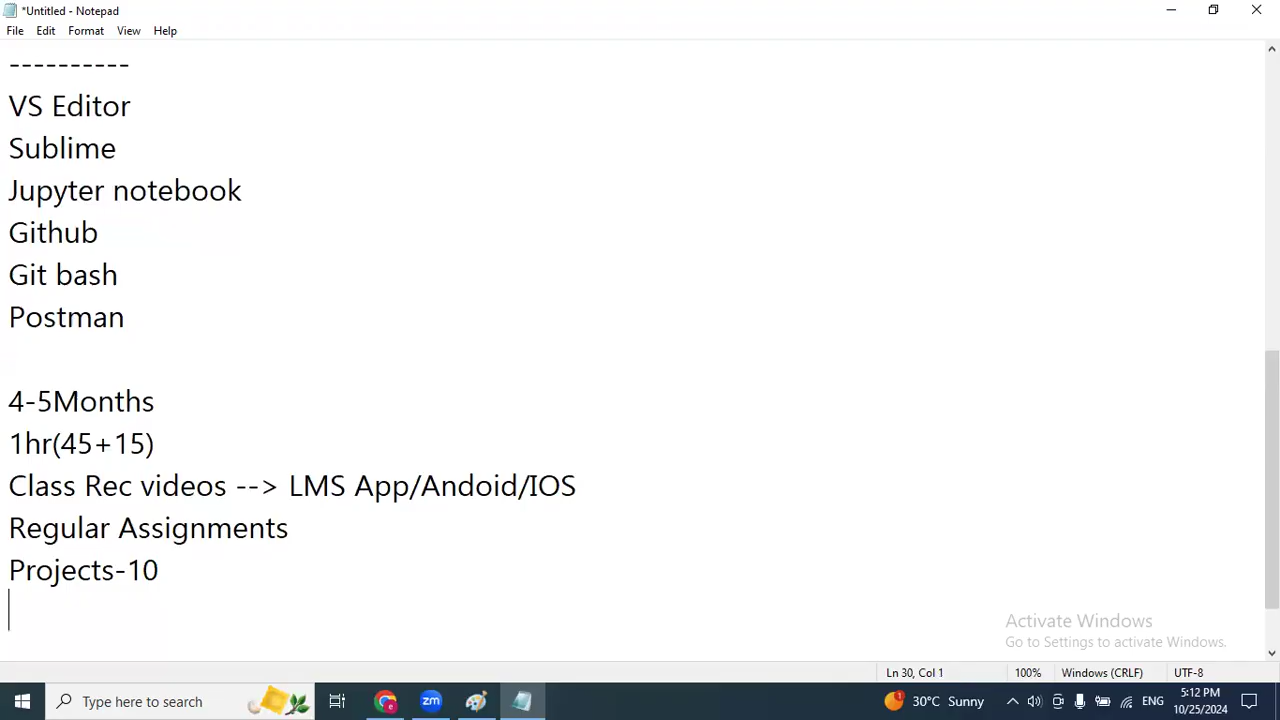 *Untitled - Notepad
File Edit Format View Help
----------
VS Editor
Sublime
Jupyter notebook
Github
Git bash
Postman
4-5Months
1hr(45+15)
Class Rec videos --> LMS App/Andoid/IOS
Regular Assignments
Projects-10
Activate Windows
Go to Settings to activate Windows.
Ln 30, Col 1 100% Windows (CRLF) UTF-8
Type here to search zm 30°C Sunny ENG 5:12 PM
10/25/2024